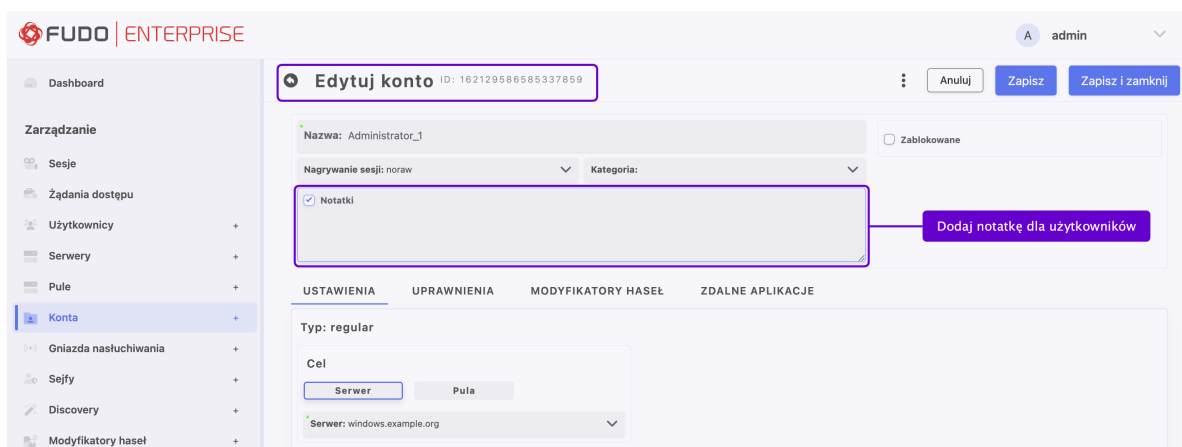 FUDO ENTERPRISE
A admin
Dashboard
Edytuj konto ID: 162129586585337859
Anuluj Zapisz Zapisz i zamknij
Zarządzanie
Nazwa: Administrator_1
Zablokowane
Sesje
Nagrywanie sesji: noraw Kategoria:
Żądania dostępu
Notatki
Użytkownicy +
Dodaj notatkę dla użytkowników
Serwery +
Pule +
USTAWIENIA UPRAWNIENIA MODYFIKATORY HASEŁ ZDALNE APLIKACJE
Konta +
Typ: regular
Gniazda nasłuchiwania +
Cel
Sejfy +
Serwer Pula
Discovery +
Serwer: windows.example.org
Modyfikatory haseł +